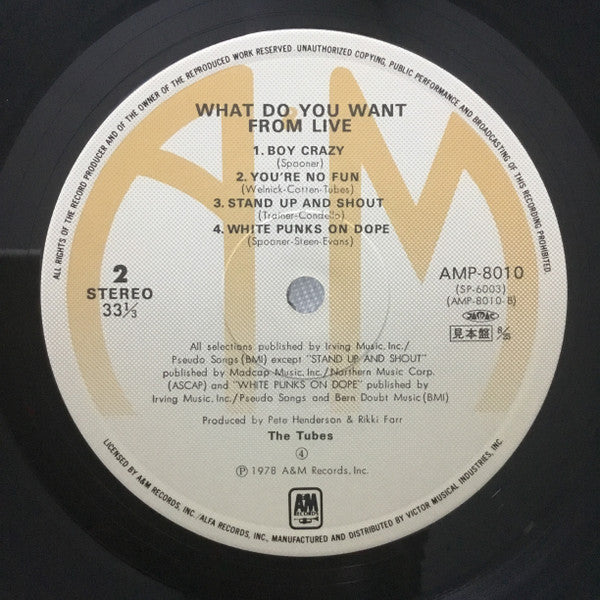 ALL RIGHTS OF THE RECORD PRODUCER AND OF THE OWNER OF THE REPRODUCED WORK RESERVED. UNAUTHORIZED COPYING, PUBLIC PERFORMANCE AND BROADCASTING OF THIS RECORDING PROHIBITED.
A&M
WHAT DO YOU WANT
FROM LIVE
1. BOY CRAZY
(Spooner)
2. YOU'RE NO FUN
(Welnick-Cotten-Tubes)
3. STAND UP AND SHOUT
(Trainer-Condello)
4. WHITE PUNKS ON DOPE
(Spooner-Steen-Evans)
2
STEREO
33⅓
AMP-8010
(SP-6003)
(AMP-8010-B)
JASRAC
見本盤 8/25
All selections published by Irving Music, Inc./
Pseudo Songs (BMI) except "STAND UP AND SHOUT"
published by Madcap Music, Inc./Northern Music Corp.
(ASCAP) and "WHITE PUNKS ON DOPE" published by
Irving Music, Inc./Pseudo Songs and Bern Doubt Music (BMI)
Produced by Pete Henderson & Rikki Farr
The Tubes
④
℗ 1978 A&M Records, Inc.
A&M
RECORDS
LICENSED BY A&M RECORDS, INC./ALFA RECORDS, INC., MANUFACTURED AND DISTRIBUTED BY VICTOR MUSICAL INDUSTRIES, INC.